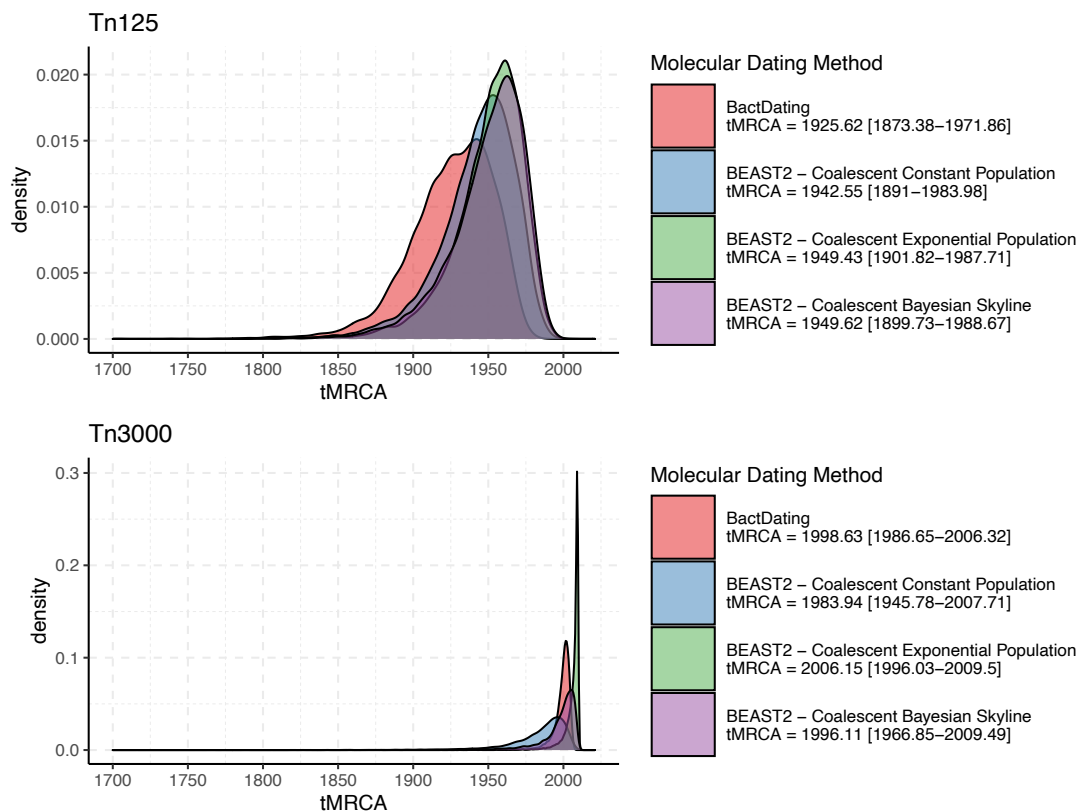 Tn125
0.020
0.015
0.010
0.005
0.000
density
1700 1750 1800 1850 1900 1950 2000
tMRCA
Molecular Dating Method
BactDating
tMRCA = 1925.62 [1873.38−1971.86]
BEAST2 − Coalescent Constant Population
tMRCA = 1942.55 [1891−1983.98]
BEAST2 − Coalescent Exponential Population
tMRCA = 1949.43 [1901.82−1987.71]
BEAST2 − Coalescent Bayesian Skyline
tMRCA = 1949.62 [1899.73−1988.67]
Tn3000
0.3
0.2
0.1
0.0
density
1700 1750 1800 1850 1900 1950 2000
tMRCA
Molecular Dating Method
BactDating
tMRCA = 1998.63 [1986.65−2006.32]
BEAST2 − Coalescent Constant Population
tMRCA = 1983.94 [1945.78−2007.71]
BEAST2 − Coalescent Exponential Population
tMRCA = 2006.15 [1996.03−2009.5]
BEAST2 − Coalescent Bayesian Skyline
tMRCA = 1996.11 [1966.85−2009.49]